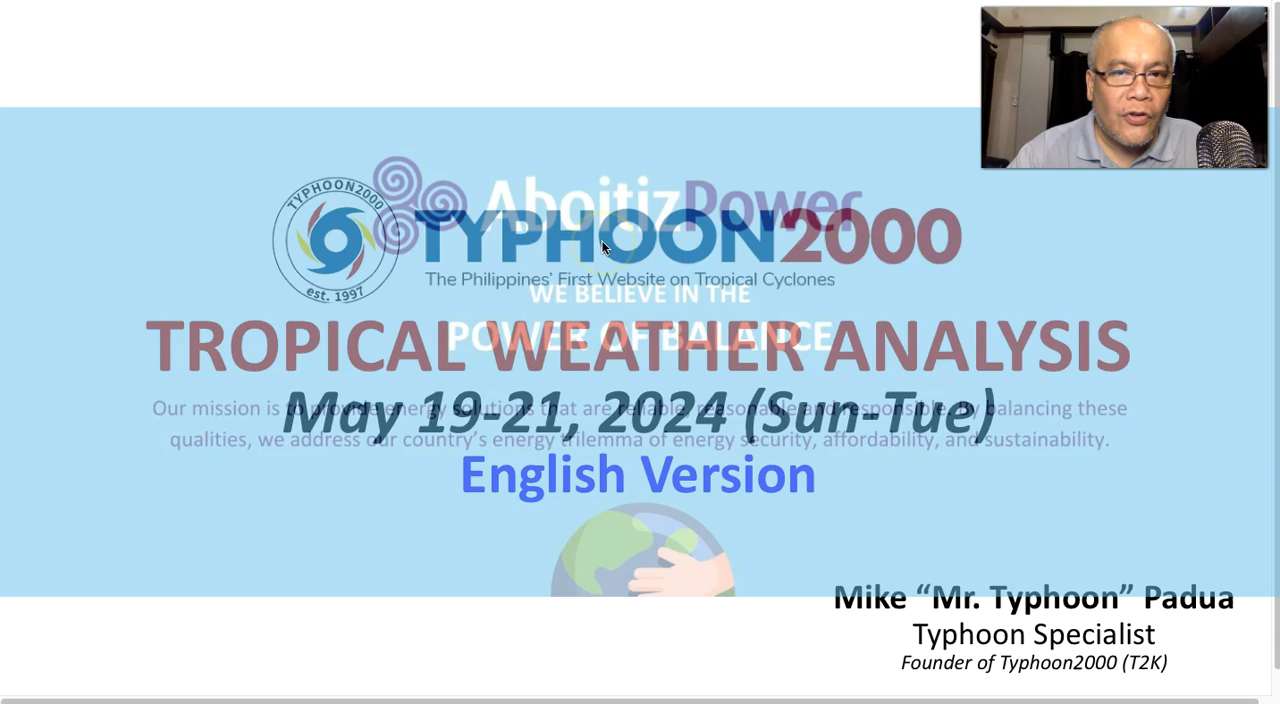 TYPHOON2000
est. 1997
AboitizPower
TYPHOON2000
The Philippines' First Website on Tropical Cyclones
WE BELIEVE IN THE
POWER OF BALANCE
TROPICAL WEATHER ANALYSIS
May 19-21, 2024 (Sun-Tue)
Our mission is to provide energy solutions that are reliable, reasonable and responsible. By balancing these
qualities, we address our country's energy trilemma of energy security, affordability, and sustainability.
English Version
Mike “Mr. Typhoon” Padua
Typhoon Specialist
Founder of Typhoon2000 (T2K)